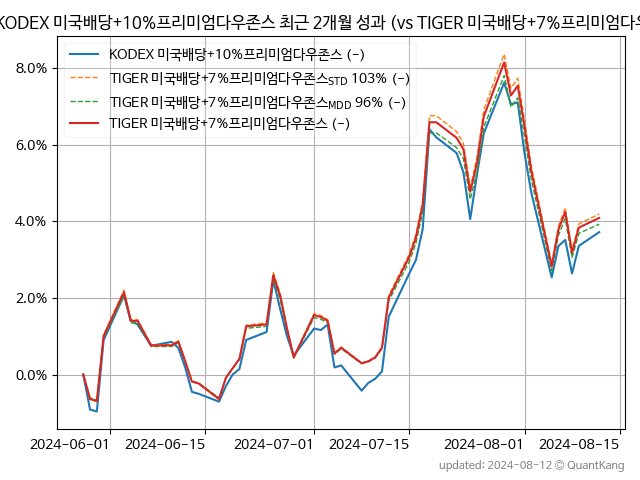 KODEX 미국배당+10%프리미엄다우존스 최근 2개월 성과 (vs TIGER 미국배당+7%프리미엄다우
KODEX 미국배당+10%프리미엄다우존스 (-)
TIGER 미국배당+7%프리미엄다우존스STD 103% (-)
TIGER 미국배당+7%프리미엄다우존스MDD 96% (-)
TIGER 미국배당+7%프리미엄다우존스 (-)
8.0%
6.0%
4.0%
2.0%
0.0%
2024-06-01 2024-06-15 2024-07-01 2024-07-15 2024-08-01 2024-08-15
updated: 2024-08-12 © QuantKang